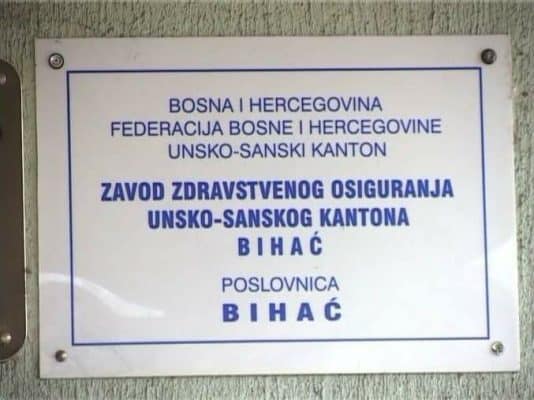 BOSNA I HERCEGOVINA
FEDERACIJA BOSNE I HERCEGOVINE
UNSKO-SANSKI KANTON
ZAVOD ZDRAVSTVENOG OSIGURANJA
UNSKO-SANSKOG KANTONA
BIHAĆ
POSLOVNICA
BIHAĆ